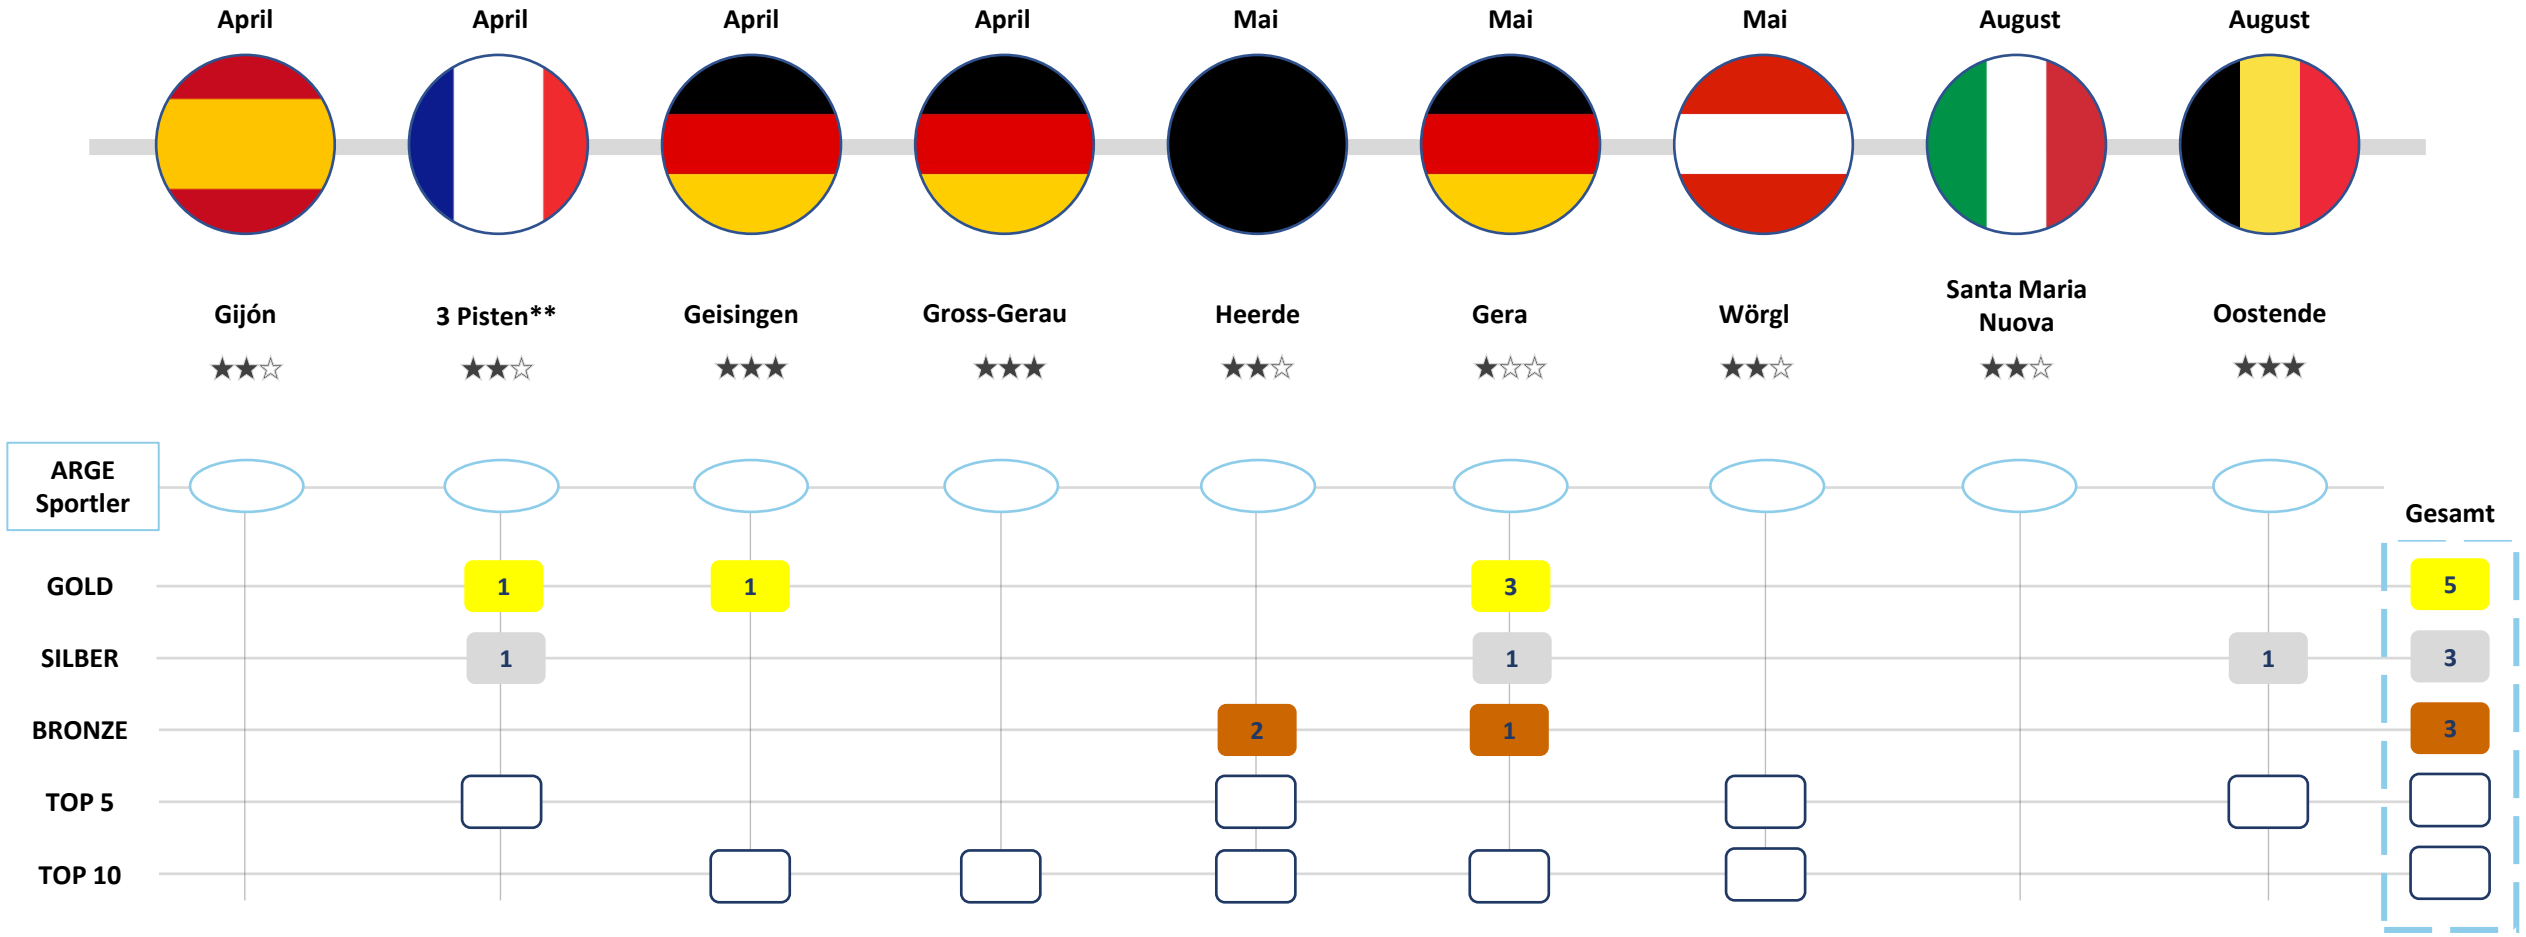 April April April April Mai Mai Mai August August
Gijón 3 Pisten** Geisingen Gross-Gerau Heerde Gera Wörgl Santa Maria Nuova Oostende
★★☆ ★★☆ ★★★ ★★★ ★★☆ ★☆☆ ★★☆ ★★☆ ★★★
ARGE
Sportler
Gesamt
GOLD 1 1 3 5
SILBER 1 1 1 3
BRONZE 2 1 3
TOP 5
TOP 10